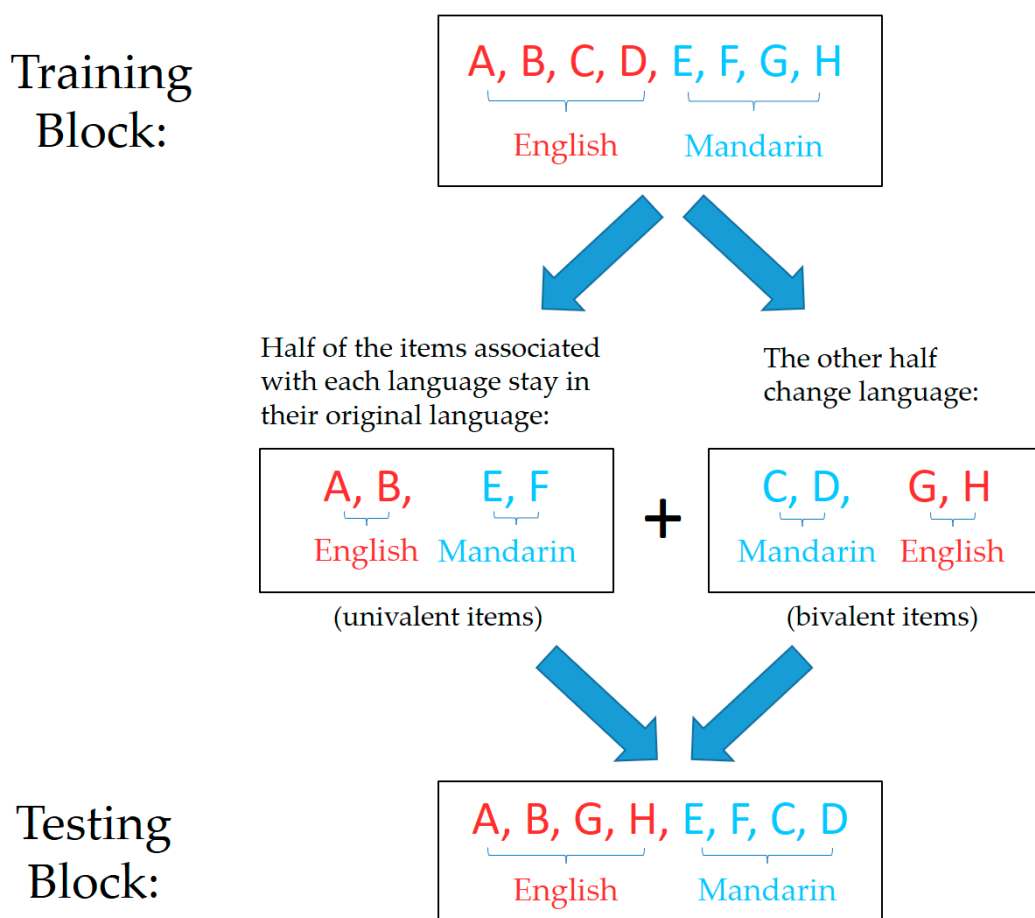 Training
Block:
A, B, C, D, E, F, G, H
English Mandarin
Half of the items associated
with each language stay in
their original language:
The other half
change language:
A, B, E, F
English Mandarin
(univalent items)
+
C, D, G, H
Mandarin English
(bivalent items)
Testing
Block:
A, B, G, H, E, F, C, D
English Mandarin